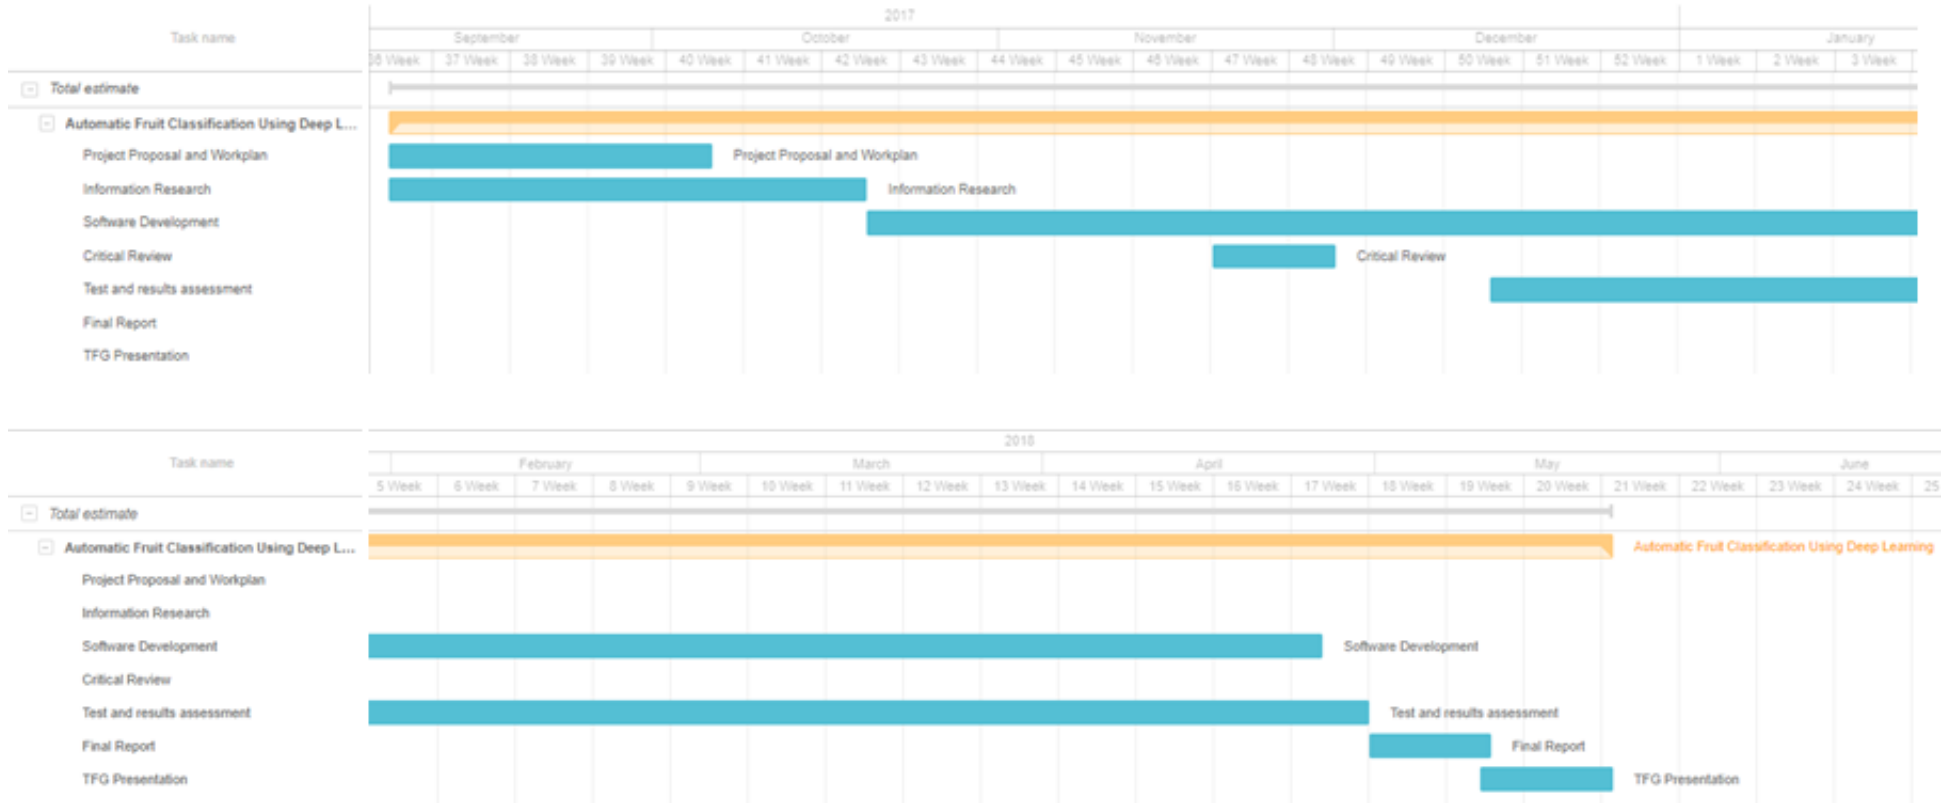 2017
Task name September October November December January
36 Week 37 Week 38 Week 39 Week 40 Week 41 Week 42 Week 43 Week 44 Week 45 Week 46 Week 47 Week 48 Week 49 Week 50 Week 51 Week 52 Week 1 Week 2 Week 3 Week
Total estimate
Automatic Fruit Classification Using Deep L...
Project Proposal and Workplan Project Proposal and Workplan
Information Research Information Research
Software Development
Critical Review Critical Review
Test and results assessment
Final Report
TFG Presentation
2018
Task name February March April May June
5 Week 6 Week 7 Week 8 Week 9 Week 10 Week 11 Week 12 Week 13 Week 14 Week 15 Week 16 Week 17 Week 18 Week 19 Week 20 Week 21 Week 22 Week 23 Week 24 Week 25
Total estimate
Automatic Fruit Classification Using Deep L... Automatic Fruit Classification Using Deep Learning
Project Proposal and Workplan
Information Research
Software Development Software Development
Critical Review
Test and results assessment Test and results assessment
Final Report Final Report
TFG Presentation TFG Presentation